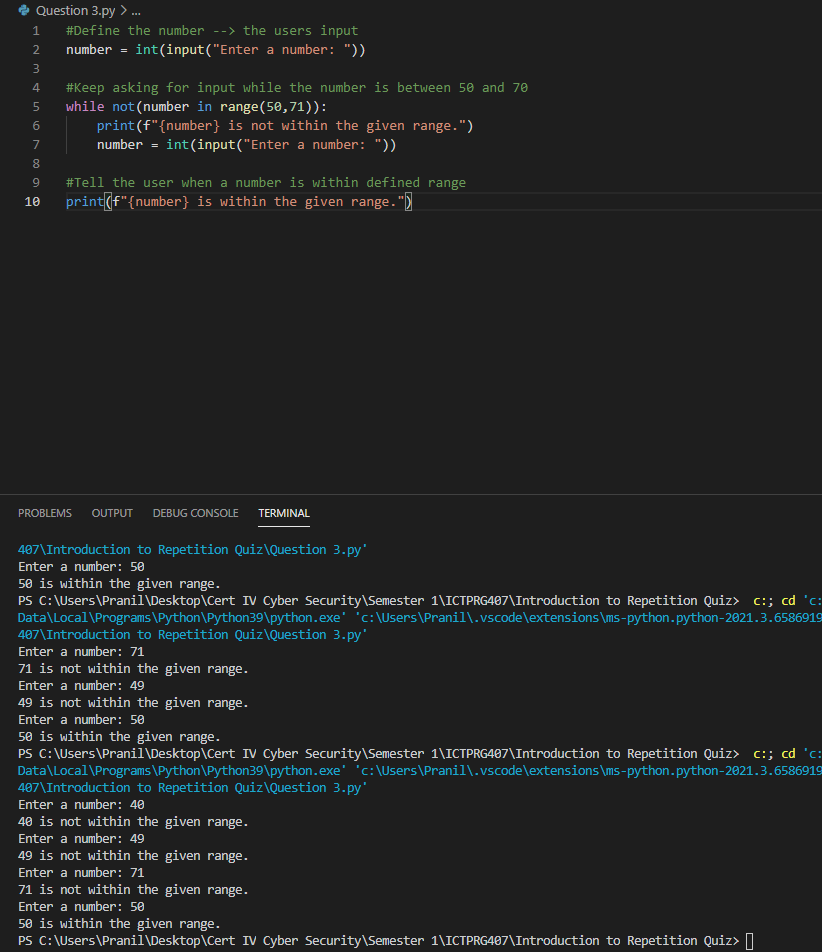 Question 3.py > ...
1 #Define the number --> the users input
2 number = int(input("Enter a number: "))
3
4 #Keep asking for input while the number is between 50 and 70
5 while not(number in range(50,71)):
6 print(f"{number} is not within the given range.")
7 number = int(input("Enter a number: "))
8
9 #Tell the user when a number is within defined range
10 print(f"{number} is within the given range.")
PROBLEMS OUTPUT DEBUG CONSOLE TERMINAL
407\Introduction to Repetition Quiz\Question 3.py'
Enter a number: 50
50 is within the given range.
PS C:\Users\Pranil\Desktop\Cert IV Cyber Security\Semester 1\ICTPRG407\Introduction to Repetition Quiz> c:; cd 'c:
Data\Local\Programs\Python\Python39\python.exe' 'c:\Users\Pranil\.vscode\extensions\ms-python.python-2021.3.6586919
407\Introduction to Repetition Quiz\Question 3.py'
Enter a number: 71
71 is not within the given range.
Enter a number: 49
49 is not within the given range.
Enter a number: 50
50 is within the given range.
PS C:\Users\Pranil\Desktop\Cert IV Cyber Security\Semester 1\ICTPRG407\Introduction to Repetition Quiz> c:; cd 'c:
Data\Local\Programs\Python\Python39\python.exe' 'c:\Users\Pranil\.vscode\extensions\ms-python.python-2021.3.6586919
407\Introduction to Repetition Quiz\Question 3.py'
Enter a number: 40
40 is not within the given range.
Enter a number: 49
49 is not within the given range.
Enter a number: 71
71 is not within the given range.
Enter a number: 50
50 is within the given range.
PS C:\Users\Pranil\Desktop\Cert IV Cyber Security\Semester 1\ICTPRG407\Introduction to Repetition Quiz>